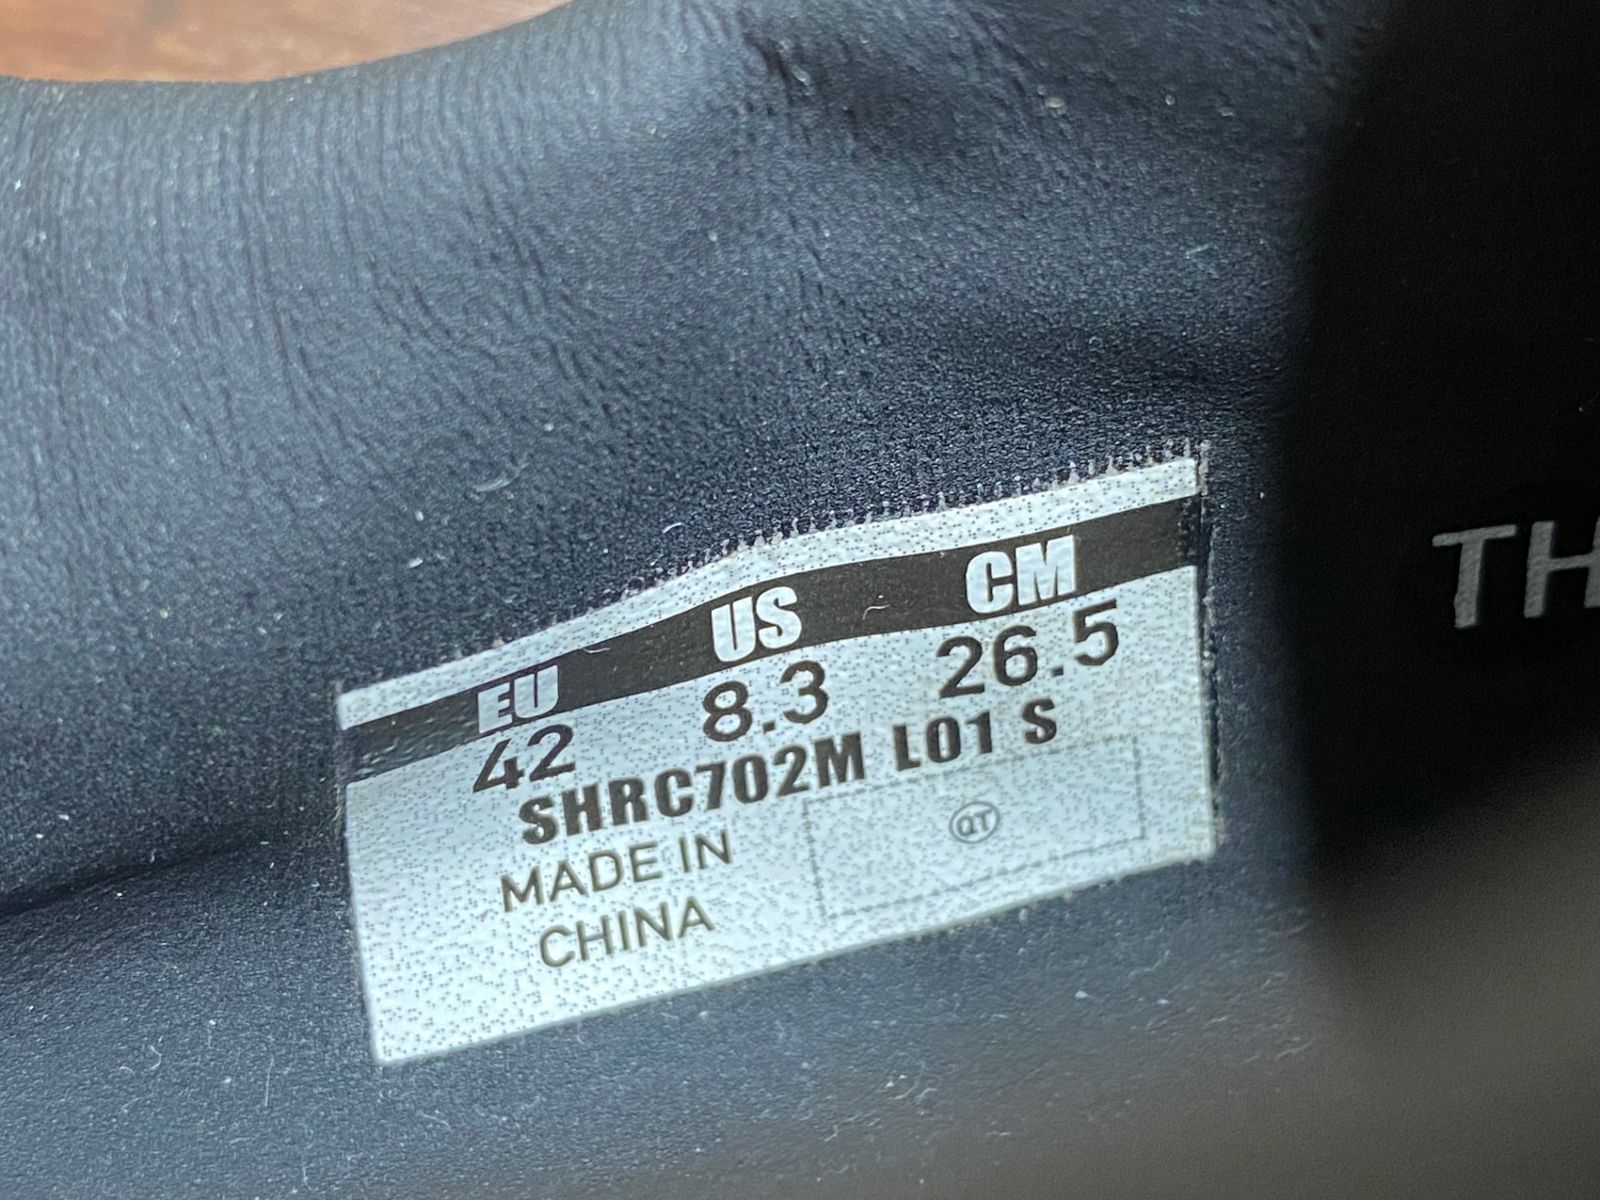 EU US CM
42 8.3 26.5
SHRC702M L01 S
MADE IN
CHINA
QT
TH